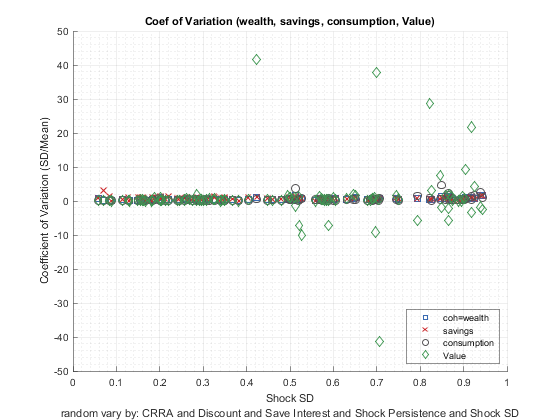 Coef of Variation (wealth, savings, consumption, Value)
Coefficient of Variation (SD/Mean)
50
40
30
20
10
0
-10
-20
-30
-40
-50
coh=wealth
savings
consumption
Value
0 0.1 0.2 0.3 0.4 0.5 0.6 0.7 0.8 0.9 1
Shock SD
random vary by: CRRA and Discount and Save Interest and Shock Persistence and Shock SD